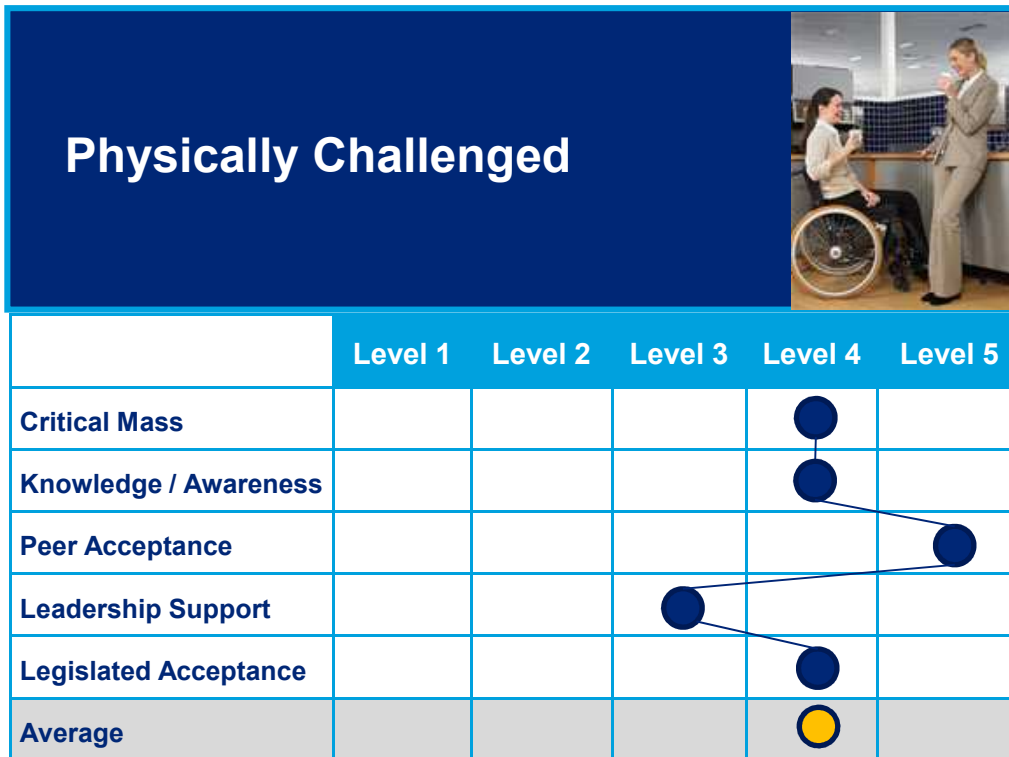 Physically Challenged
Level 1 Level 2 Level 3 Level 4 Level 5
Critical Mass
Knowledge / Awareness
Peer Acceptance
Leadership Support
Legislated Acceptance
Average